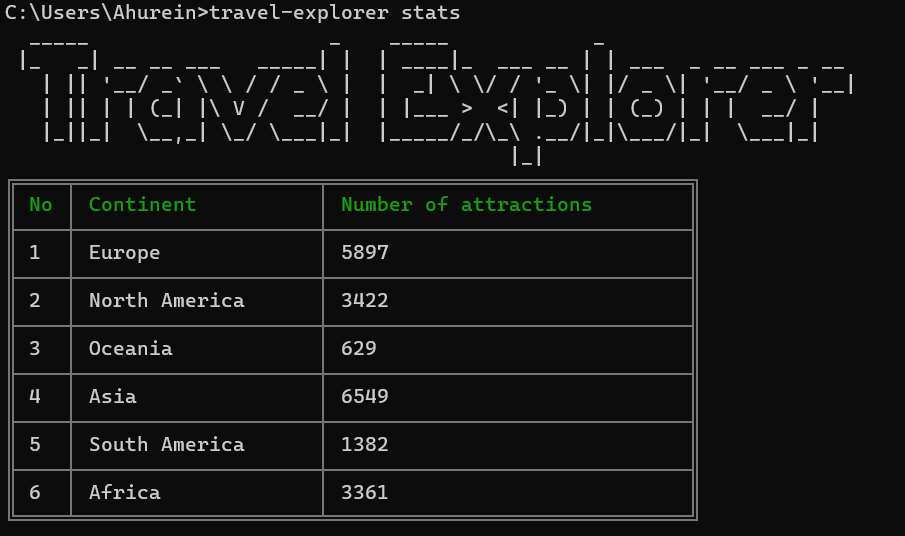 C:\Users\Ahurein>travel-explorer stats
Travel Explorer
No Continent Number of attractions
1 Europe 5897
2 North America 3422
3 Oceania 629
4 Asia 6549
5 South America 1382
6 Africa 3361